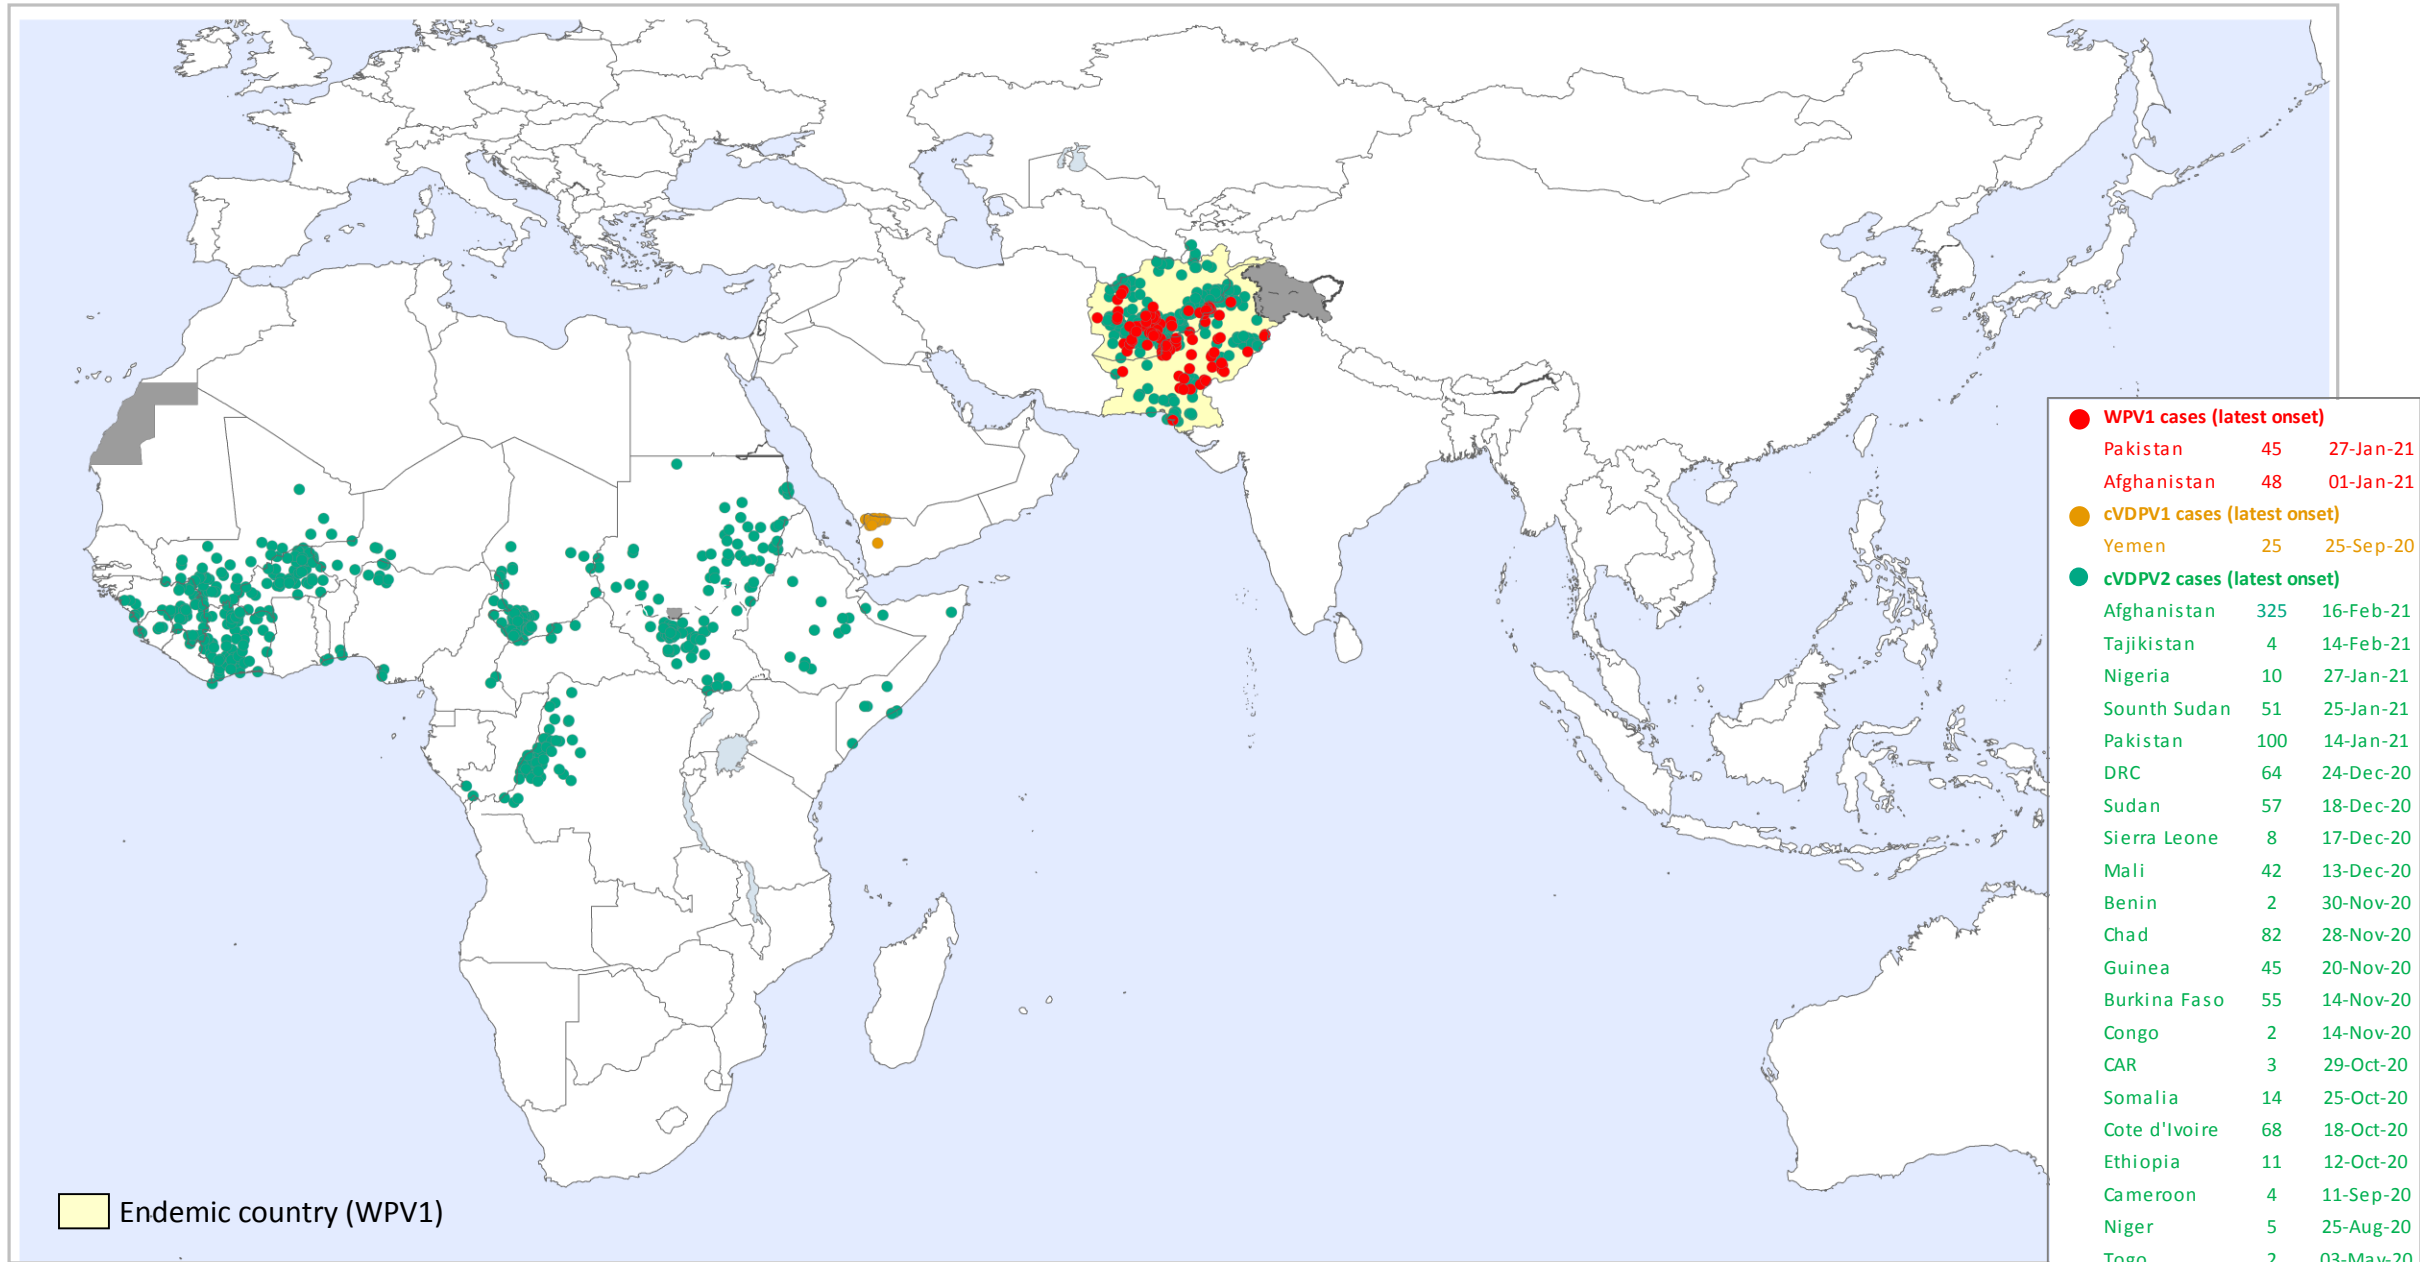 WPV1 cases (latest onset)
Pakistan 45 27-Jan-21
Afghanistan 48 01-Jan-21
cVDPV1 cases (latest onset)
Yemen 25 25-Sep-20
cVDPV2 cases (latest onset)
Afghanistan 325 16-Feb-21
Tajikistan 4 14-Feb-21
Nigeria 10 27-Jan-21
Sounth Sudan 51 25-Jan-21
Pakistan 100 14-Jan-21
DRC 64 24-Dec-20
Sudan 57 18-Dec-20
Sierra Leone 8 17-Dec-20
Mali 42 13-Dec-20
Benin 2 30-Nov-20
Chad 82 28-Nov-20
Guinea 45 20-Nov-20
Burkina Faso 55 14-Nov-20
Congo 2 14-Nov-20
CAR 3 29-Oct-20
Somalia 14 25-Oct-20
Cote d'Ivoire 68 18-Oct-20
Ethiopia 11 12-Oct-20
Cameroon 4 11-Sep-20
Niger 5 25-Aug-20
Togo 2 03-May-20
Endemic country (WPV1)